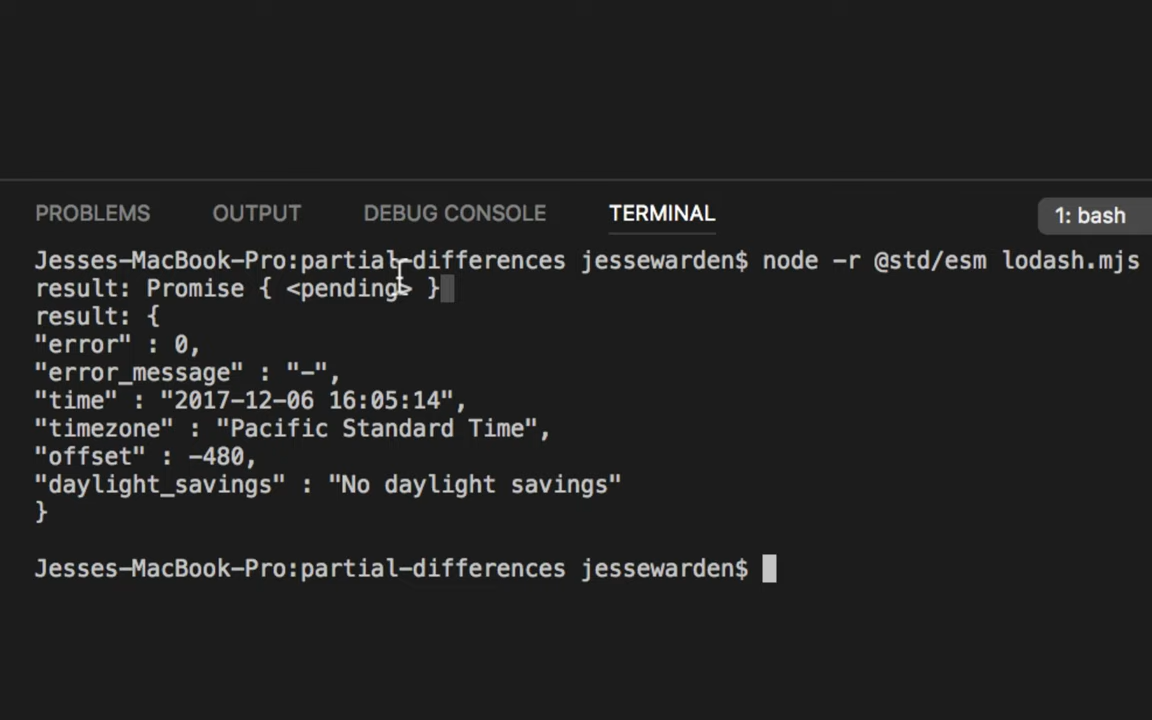 PROBLEMS OUTPUT DEBUG CONSOLE TERMINAL 1: bash
Jesses-MacBook-Pro:partial-differences jessewarden$ node -r @std/esm lodash.mjs
result: Promise { <pending> }
result: {
"error" : 0,
"error_message" : "-",
"time" : "2017-12-06 16:05:14",
"timezone" : "Pacific Standard Time",
"offset" : -480,
"daylight_savings" : "No daylight savings"
}
Jesses-MacBook-Pro:partial-differences jessewarden$